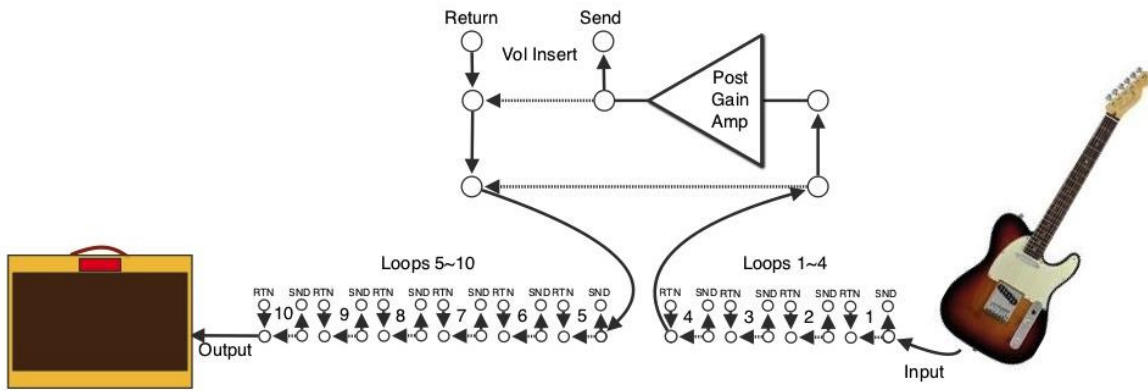 Return Send
Vol Insert
Post
Gain
Amp
Loops 5~10 Loops 1~4
RTN SND RTN SND RTN SND RTN SND RTN SND RTN SND RTN SND RTN SND RTN SND RTN SND
10 9 8 7 6 5 4 3 2 1
Output
Input